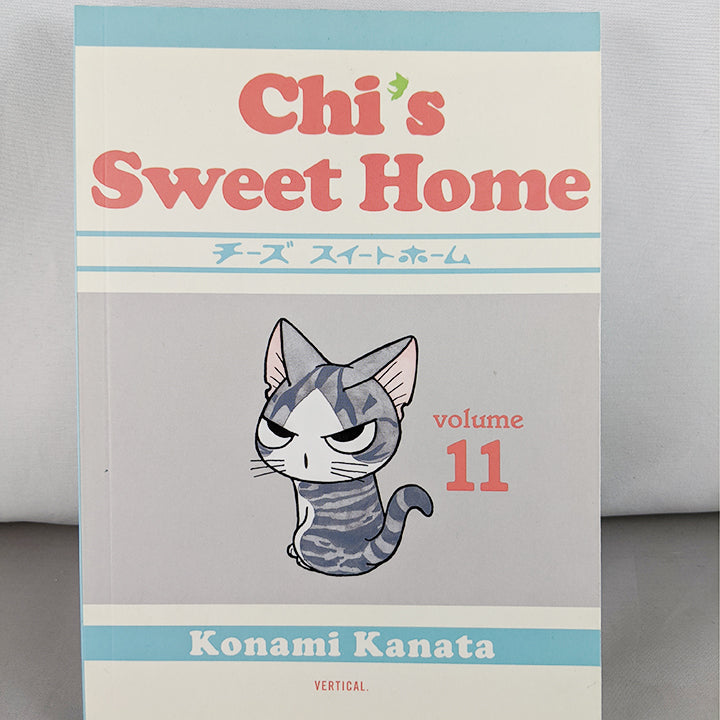 Chi's
Sweet Home
チーズ スイートホーム
volume
11
Konami Kanata
VERTICAL.